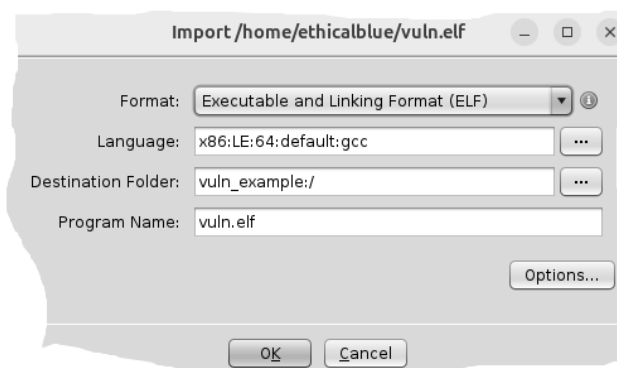 Import /home/ethicalblue/vuln.elf
Format: Executable and Linking Format (ELF)
Language: x86:LE:64:default:gcc ...
Destination Folder: vuln_example:/ ...
Program Name: vuln.elf
Options...
OK Cancel